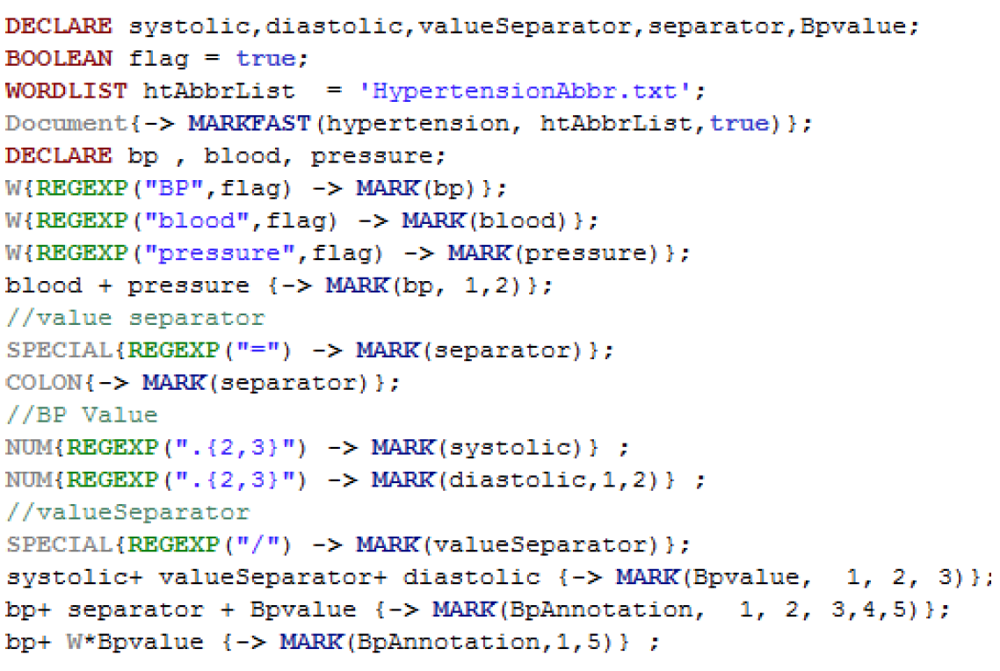 DECLARE systolic,diastolic,valueSeparator,separator,Bpvalue;
BOOLEAN flag = true;
WORDLIST htAbbrList  = 'HypertensionAbbr.txt';
Document{-> MARKFAST(hypertension, htAbbrList,true)};
DECLARE bp , blood, pressure;
W{REGEXP("BP",flag) -> MARK(bp)};
W{REGEXP("blood",flag) -> MARK(blood)};
W{REGEXP("pressure",flag) -> MARK(pressure)};
blood + pressure {-> MARK(bp, 1,2)};
//value separator
SPECIAL{REGEXP("=") -> MARK(separator)};
COLON{-> MARK(separator)};
//BP Value
NUM{REGEXP(".{2,3}") -> MARK(systolic)} ;
NUM{REGEXP(".{2,3}") -> MARK(diastolic,1,2)} ;
//valueSeparator
SPECIAL{REGEXP("/") -> MARK(valueSeparator)};
systolic+ valueSeparator+ diastolic {-> MARK(Bpvalue,  1, 2, 3)};
bp+ separator + Bpvalue {-> MARK(BpAnnotation,  1, 2, 3,4,5)};
bp+ W*Bpvalue {-> MARK(BpAnnotation,1,5)} ;